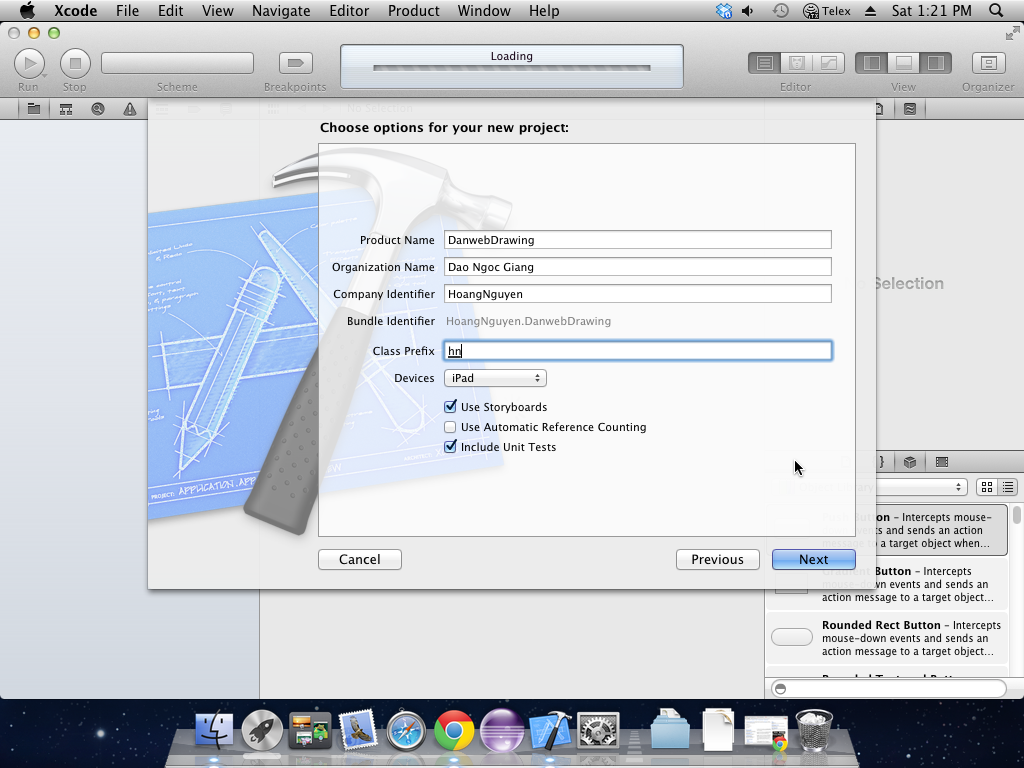 Xcode File Edit View Navigate Editor Product Window Help Telex Sat 1:21 PM
Loading
Run Stop Scheme Breakpoints Editor View Organizer
No Selection
Choose options for your new project:
Product Name DanwebDrawing
Organization Name Dao Ngoc Giang
Selection
Company Identifier HoangNguyen
Bundle Identifier HoangNguyen.DanwebDrawing
Class Prefix hn
Devices iPad
Use Storyboards
Use Automatic Reference Counting
Include Unit Tests
PROJECT: APPLICATION.APP
Cancel Previous Next
Button – Intercepts mouse-
events and sends an action
to a target object when...
Button – Intercepts
mouse-down events and sends an
action message to a target object...
Rounded Rect Button – Intercepts
mouse-down events and sends an
action message to a target object...